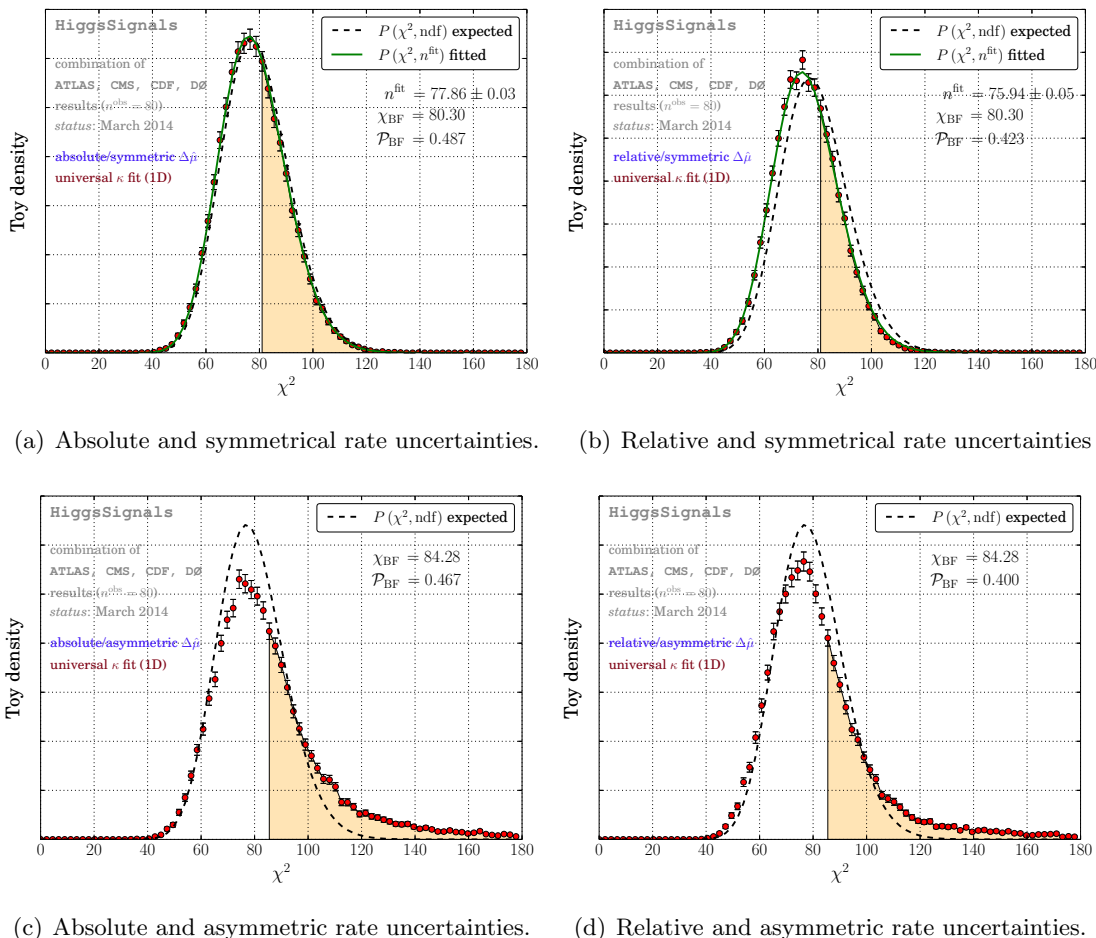 HiggsSignals
combination of
ATLAS, CMS, CDF, DØ
results (n^obs = 80)
status: March 2014
absolute/symmetric Δμ̂
universal κ fit (1D)
P (χ², ndf) expected
P (χ², n^fit) fitted
n^fit = 77.86 ± 0.03
χ_BF = 80.30
𝒫_BF = 0.487
Toy density
0 20 40 60 80 100 120 140 160 180
χ²
(a) Absolute and symmetrical rate uncertainties.
HiggsSignals
combination of
ATLAS, CMS, CDF, DØ
results (n^obs = 80)
status: March 2014
relative/symmetric Δμ̂
universal κ fit (1D)
P (χ², ndf) expected
P (χ², n^fit) fitted
n^fit = 75.94 ± 0.05
χ_BF = 80.30
𝒫_BF = 0.423
Toy density
0 20 40 60 80 100 120 140 160 180
χ²
(b) Relative and symmetrical rate uncertainties
HiggsSignals
combination of
ATLAS, CMS, CDF, DØ
results (n^obs = 80)
status: March 2014
absolute/asymmetric Δμ̂
universal κ fit (1D)
P (χ², ndf) expected
χ_BF = 84.28
𝒫_BF = 0.467
Toy density
0 20 40 60 80 100 120 140 160 180
χ²
(c) Absolute and asymmetric rate uncertainties.
HiggsSignals
combination of
ATLAS, CMS, CDF, DØ
results (n^obs = 80)
status: March 2014
relative/asymmetric Δμ̂
universal κ fit (1D)
P (χ², ndf) expected
χ_BF = 84.28
𝒫_BF = 0.400
Toy density
0 20 40 60 80 100 120 140 160 180
χ²
(d) Relative and asymmetric rate uncertainties.